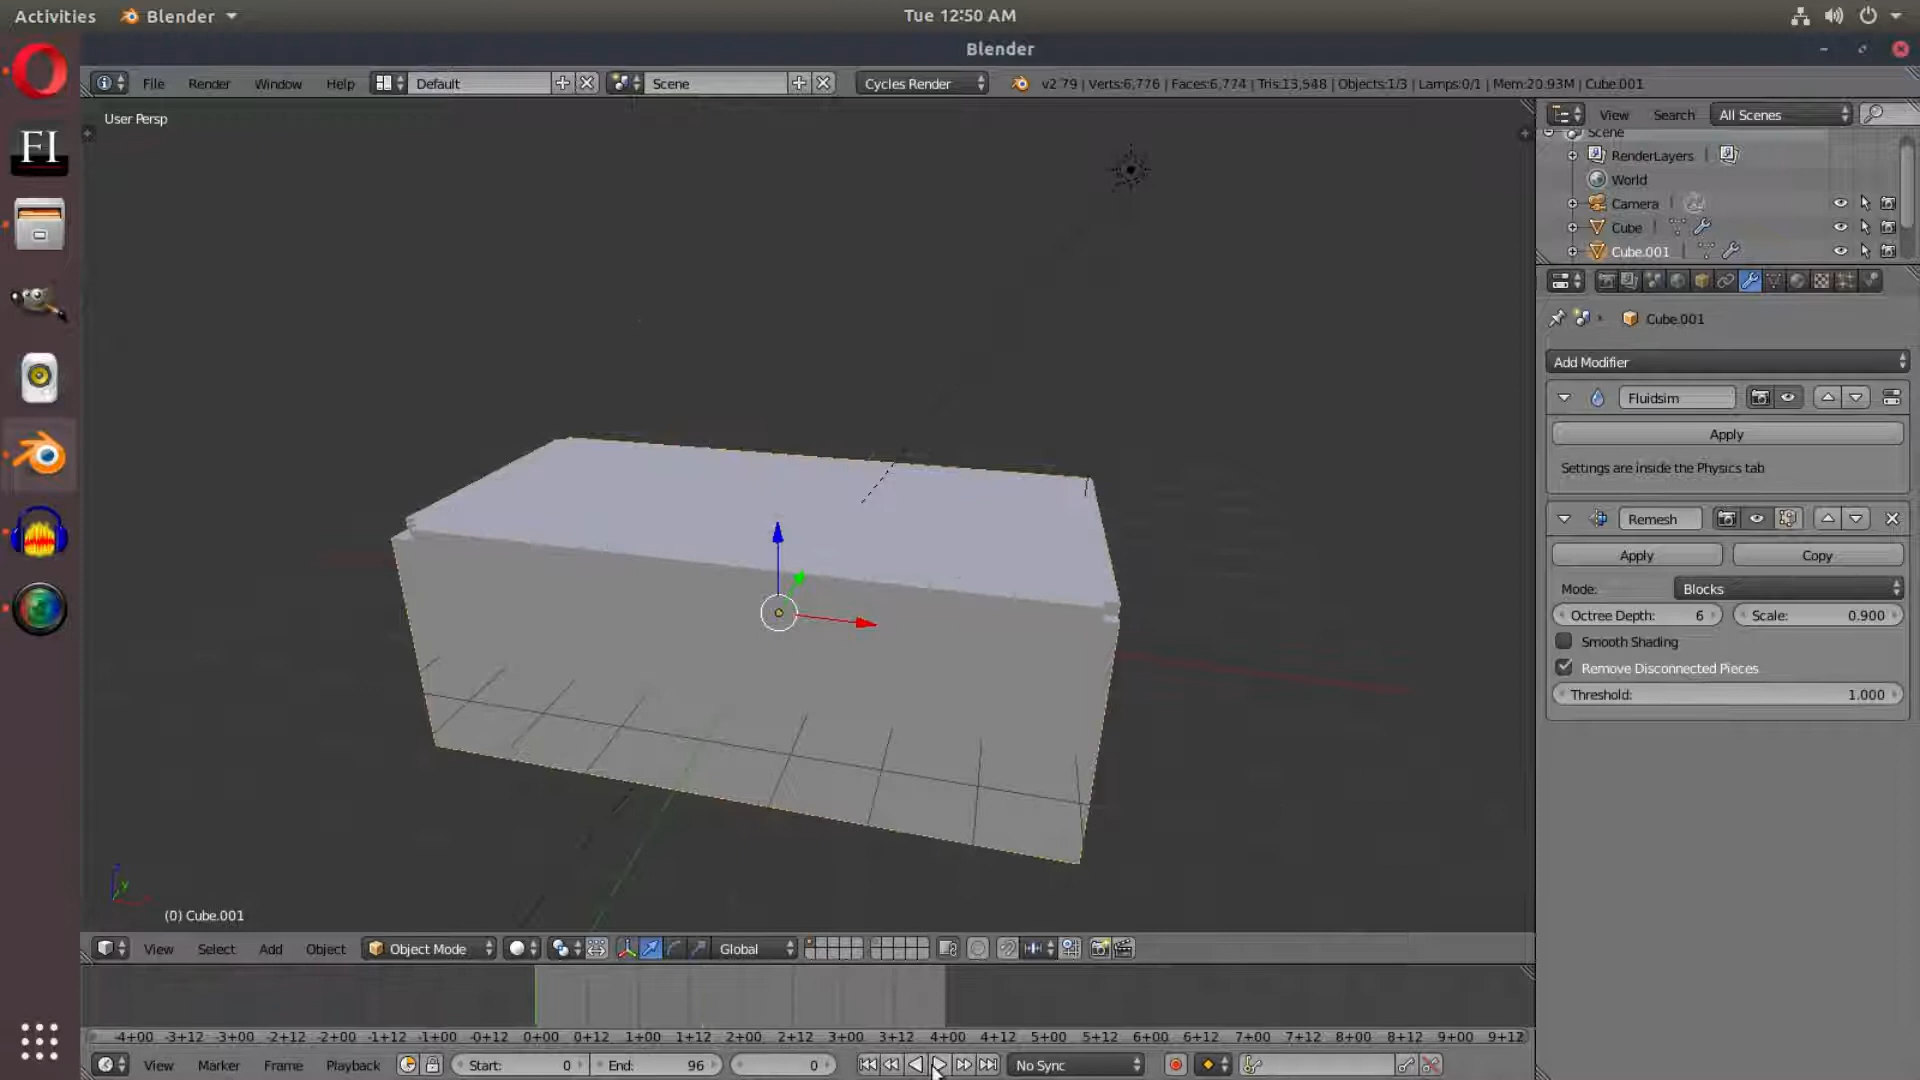 Activities Blender Tue 12:50 AM
Blender
File Render Window Help Default Scene Cycles Render v2.79 | Verts:6,776 | Faces:6,774 | Tris:13,548 | Objects:1/3 | Lamps:0/1 | Mem:20.93M | Cube.001
User Persp
View Search All Scenes
Scene
FI
RenderLayers
World
Camera
Cube
Cube.001
Cube.001
Add Modifier
Fluidsim
Apply
Settings are inside the Physics tab
Remesh
Apply Copy
Mode: Blocks
Octree Depth: 6 Scale: 0.900
Smooth Shading
Remove Disconnected Pieces
Threshold: 1.000
z
y
(0) Cube.001
View Select Add Object Object Mode Global
-4+00 -3+12 -3+00 -2+12 -2+00 -1+12 -1+00 -0+12 0+00 0+12 1+00 1+12 2+00 2+12 3+00 3+12 4+00 4+12 5+00 5+12 6+00 6+12 7+00 7+12 8+00 8+12 9+00 9+12
View Marker Frame Playback Start: 0 End: 96 0 No Sync